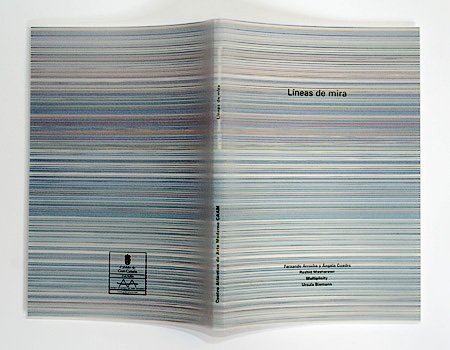 Líneas de mira
Fernando Arrocha y Ángela Cuadra
Rashid Masharawi
Multiplicity
Ursula Biemann
Líneas de mira
Centro Atlántico de Arte Moderno CAAM
Cabildo de
Gran Canaria